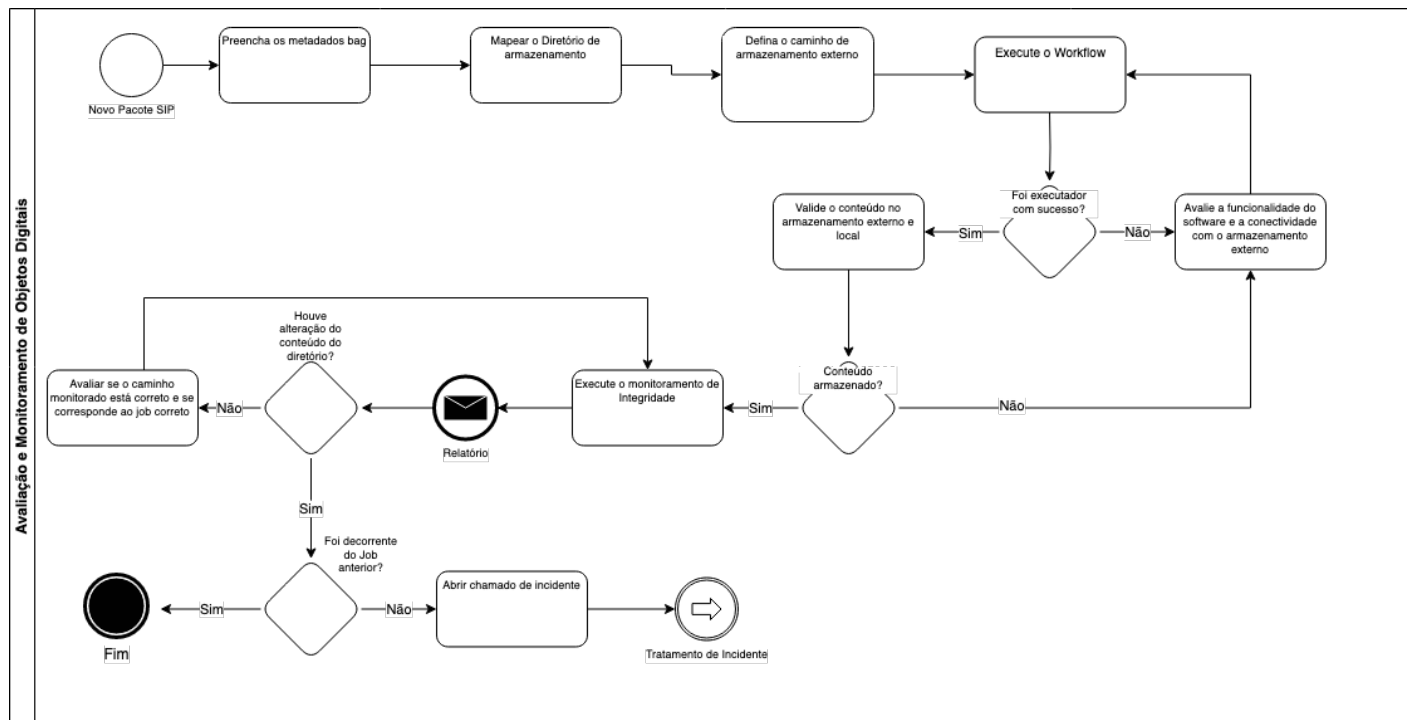 Avaliação e Monitoramento de Objetos Digitais
Novo Pacote SIP
Preencha os metadados bag
Mapear o Diretório de
armazenamento
Defina o caminho de
armazenamento externo
Execute o Workflow
Foi executador
com sucesso?
Sim
Não
Valide o conteúdo no
armazenamento externo e
local
Avalie a funcionalidade do
software e a conectividade
com o armazenamento
externo
Conteúdo
armazenado?
Sim
Não
Execute o monitoramento de
Integridade
Relatório
Houve
alteração do
conteúdo do
diretório?
Não
Avaliar se o caminho
monitorado está correto e se
corresponde ao job correto
Sim
Foi decorrente
do Job
anterior?
Sim
Fim
Não
Abrir chamado de incidente
Tratamento de Incidente